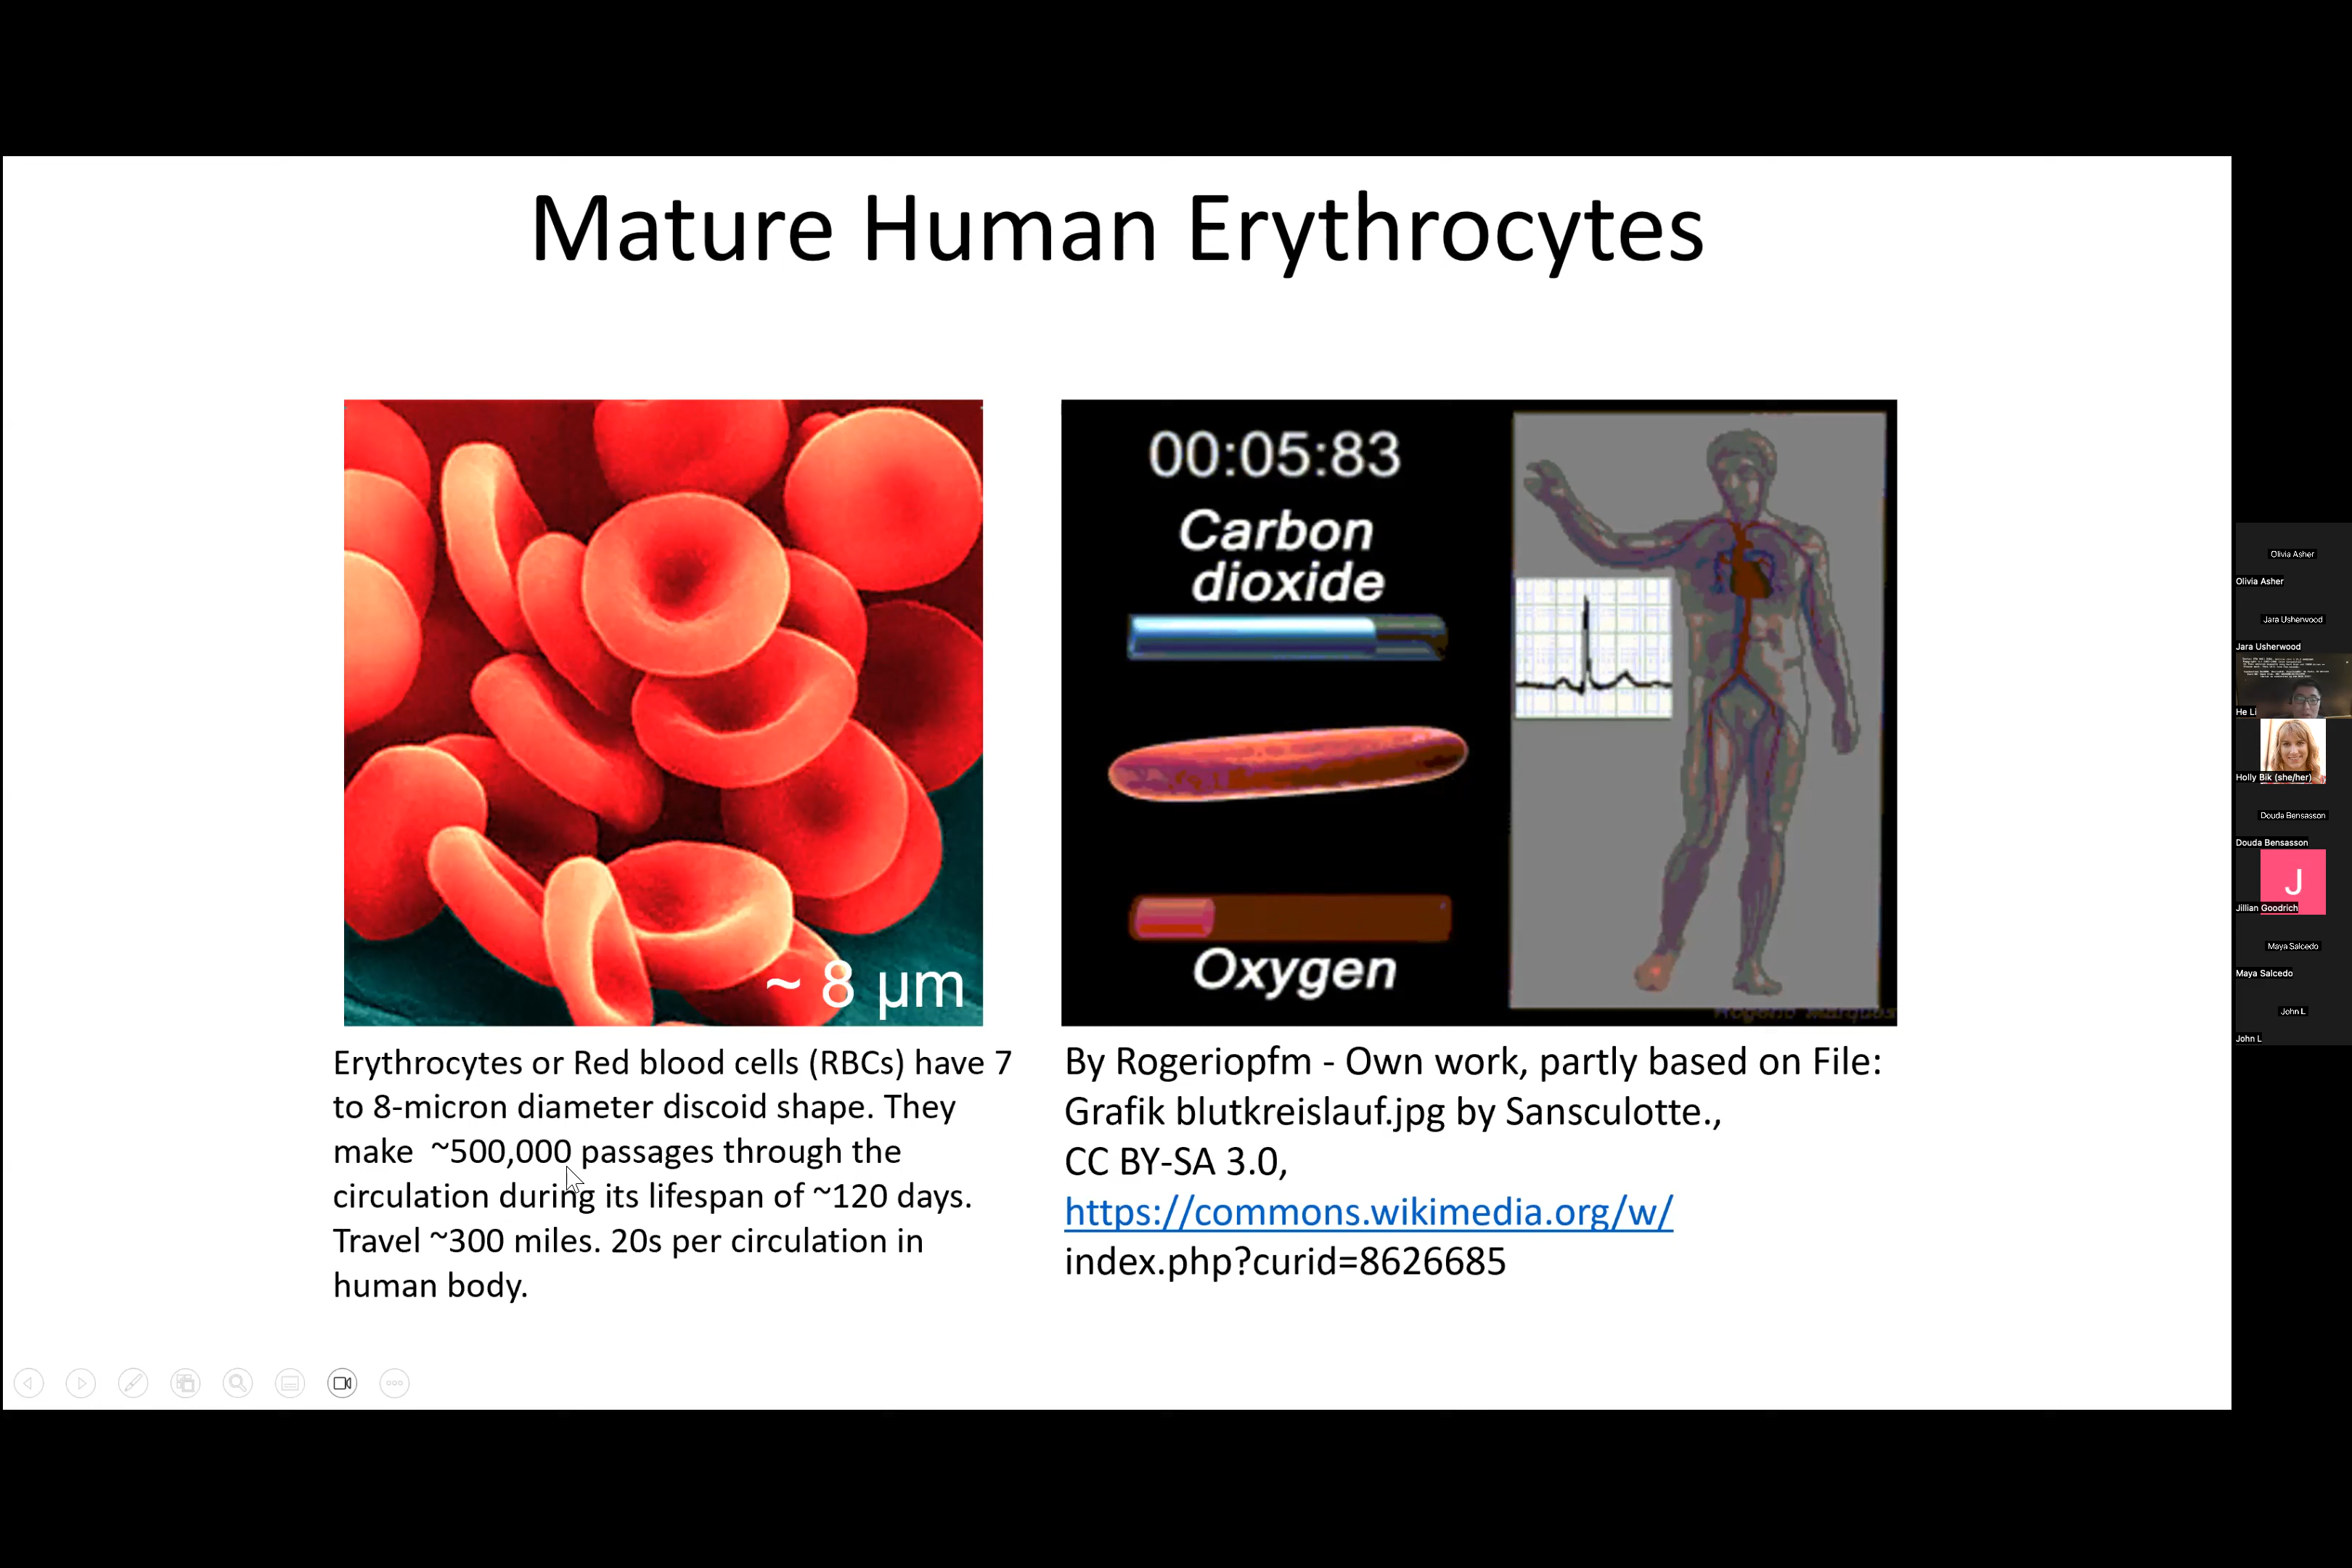 Mature Human Erythrocytes
~ 8 μm
00:05:83
Carbon
dioxide
Oxygen
Erythrocytes or Red blood cells (RBCs) have 7
to 8-micron diameter discoid shape. They
make ~500,000 passages through the
circulation during its lifespan of ~120 days.
Travel ~300 miles. 20s per circulation in
human body.
By Rogeriopfm - Own work, partly based on File:
Grafik blutkreislauf.jpg by Sansculotte.,
CC BY-SA 3.0,
https://commons.wikimedia.org/w/
index.php?curid=8626685
Olivia Asher
Olivia Asher
Jara Usherwood
Jara Usherwood
He Li
Holly Bik (she/her)
Douda Bensasson
Douda Bensasson
J
Jillian Goodrich
Maya Salcedo
Maya Salcedo
John L
John L